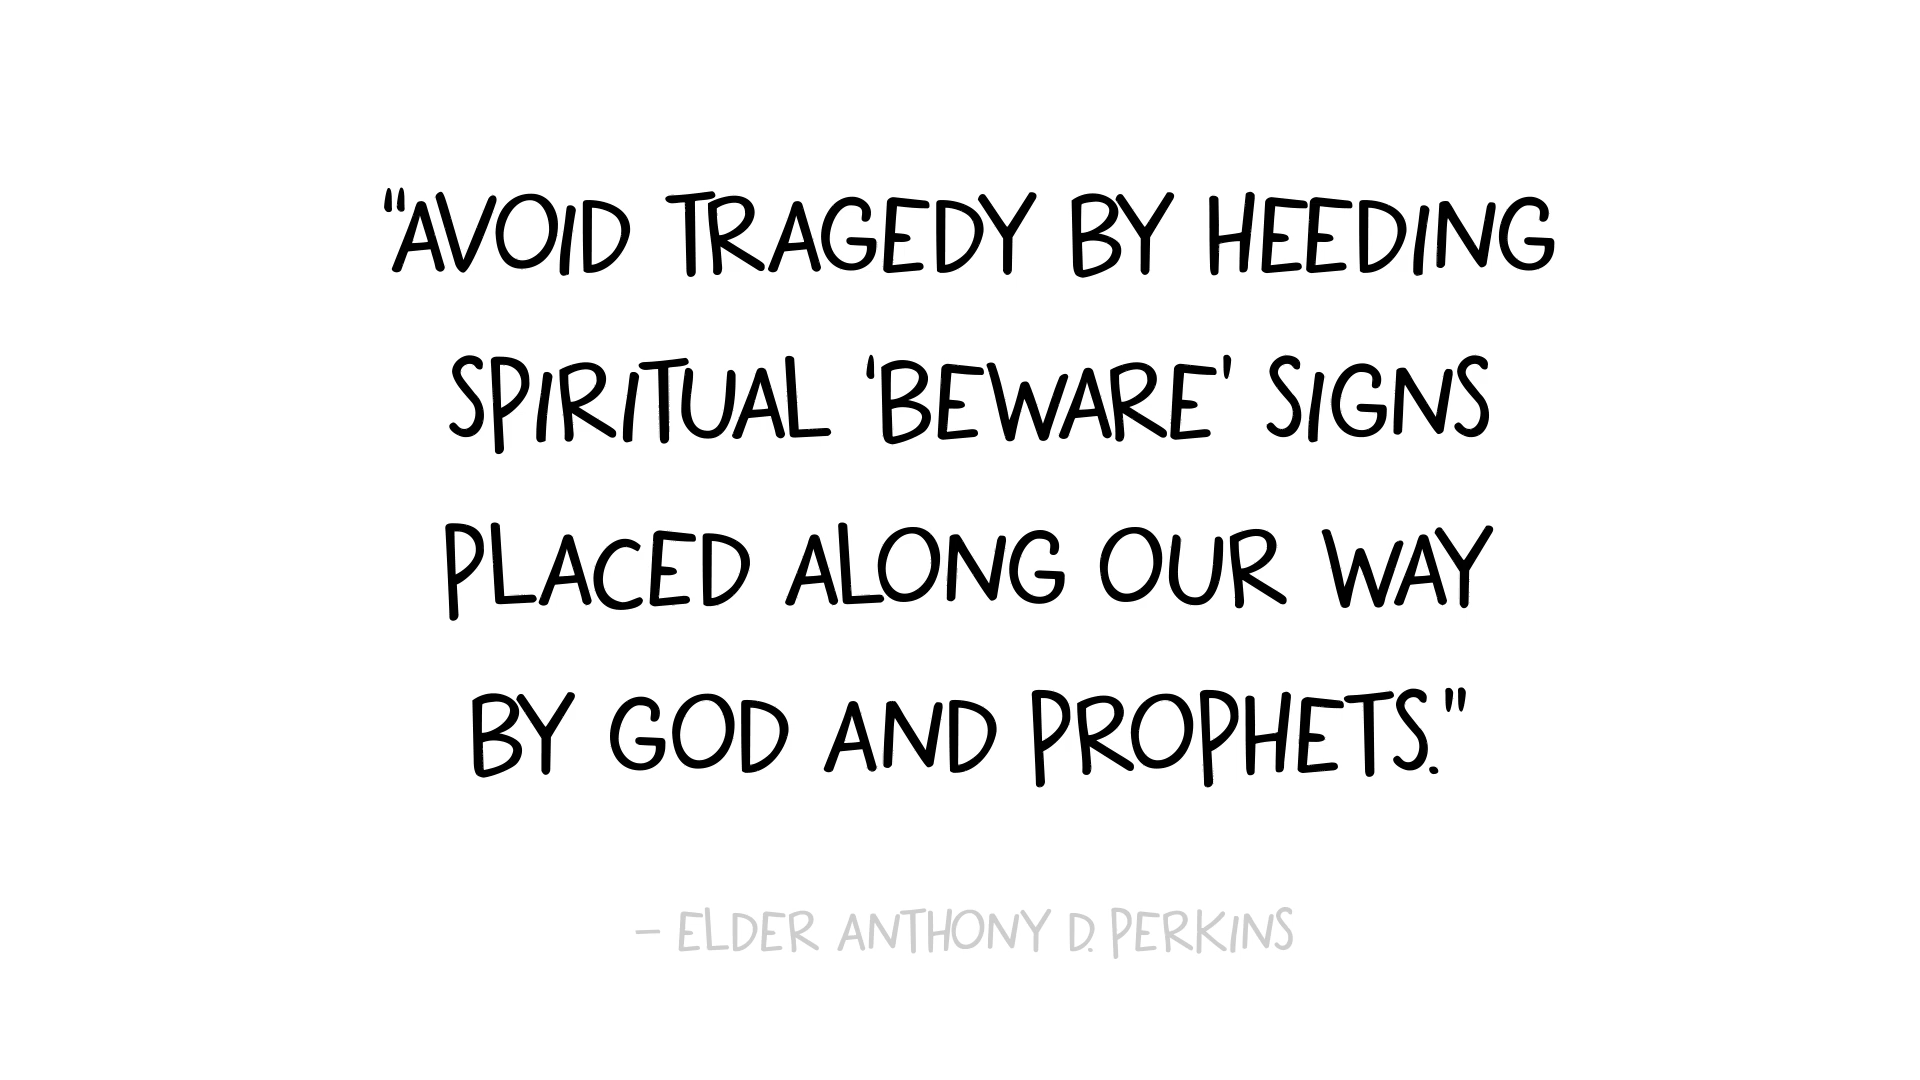 "AVOID TRAGEDY BY HEEDING
SPIRITUAL 'BEWARE' SIGNS
PLACED ALONG OUR WAY
BY GOD AND PROPHETS."
– ELDER ANTHONY D. PERKINS